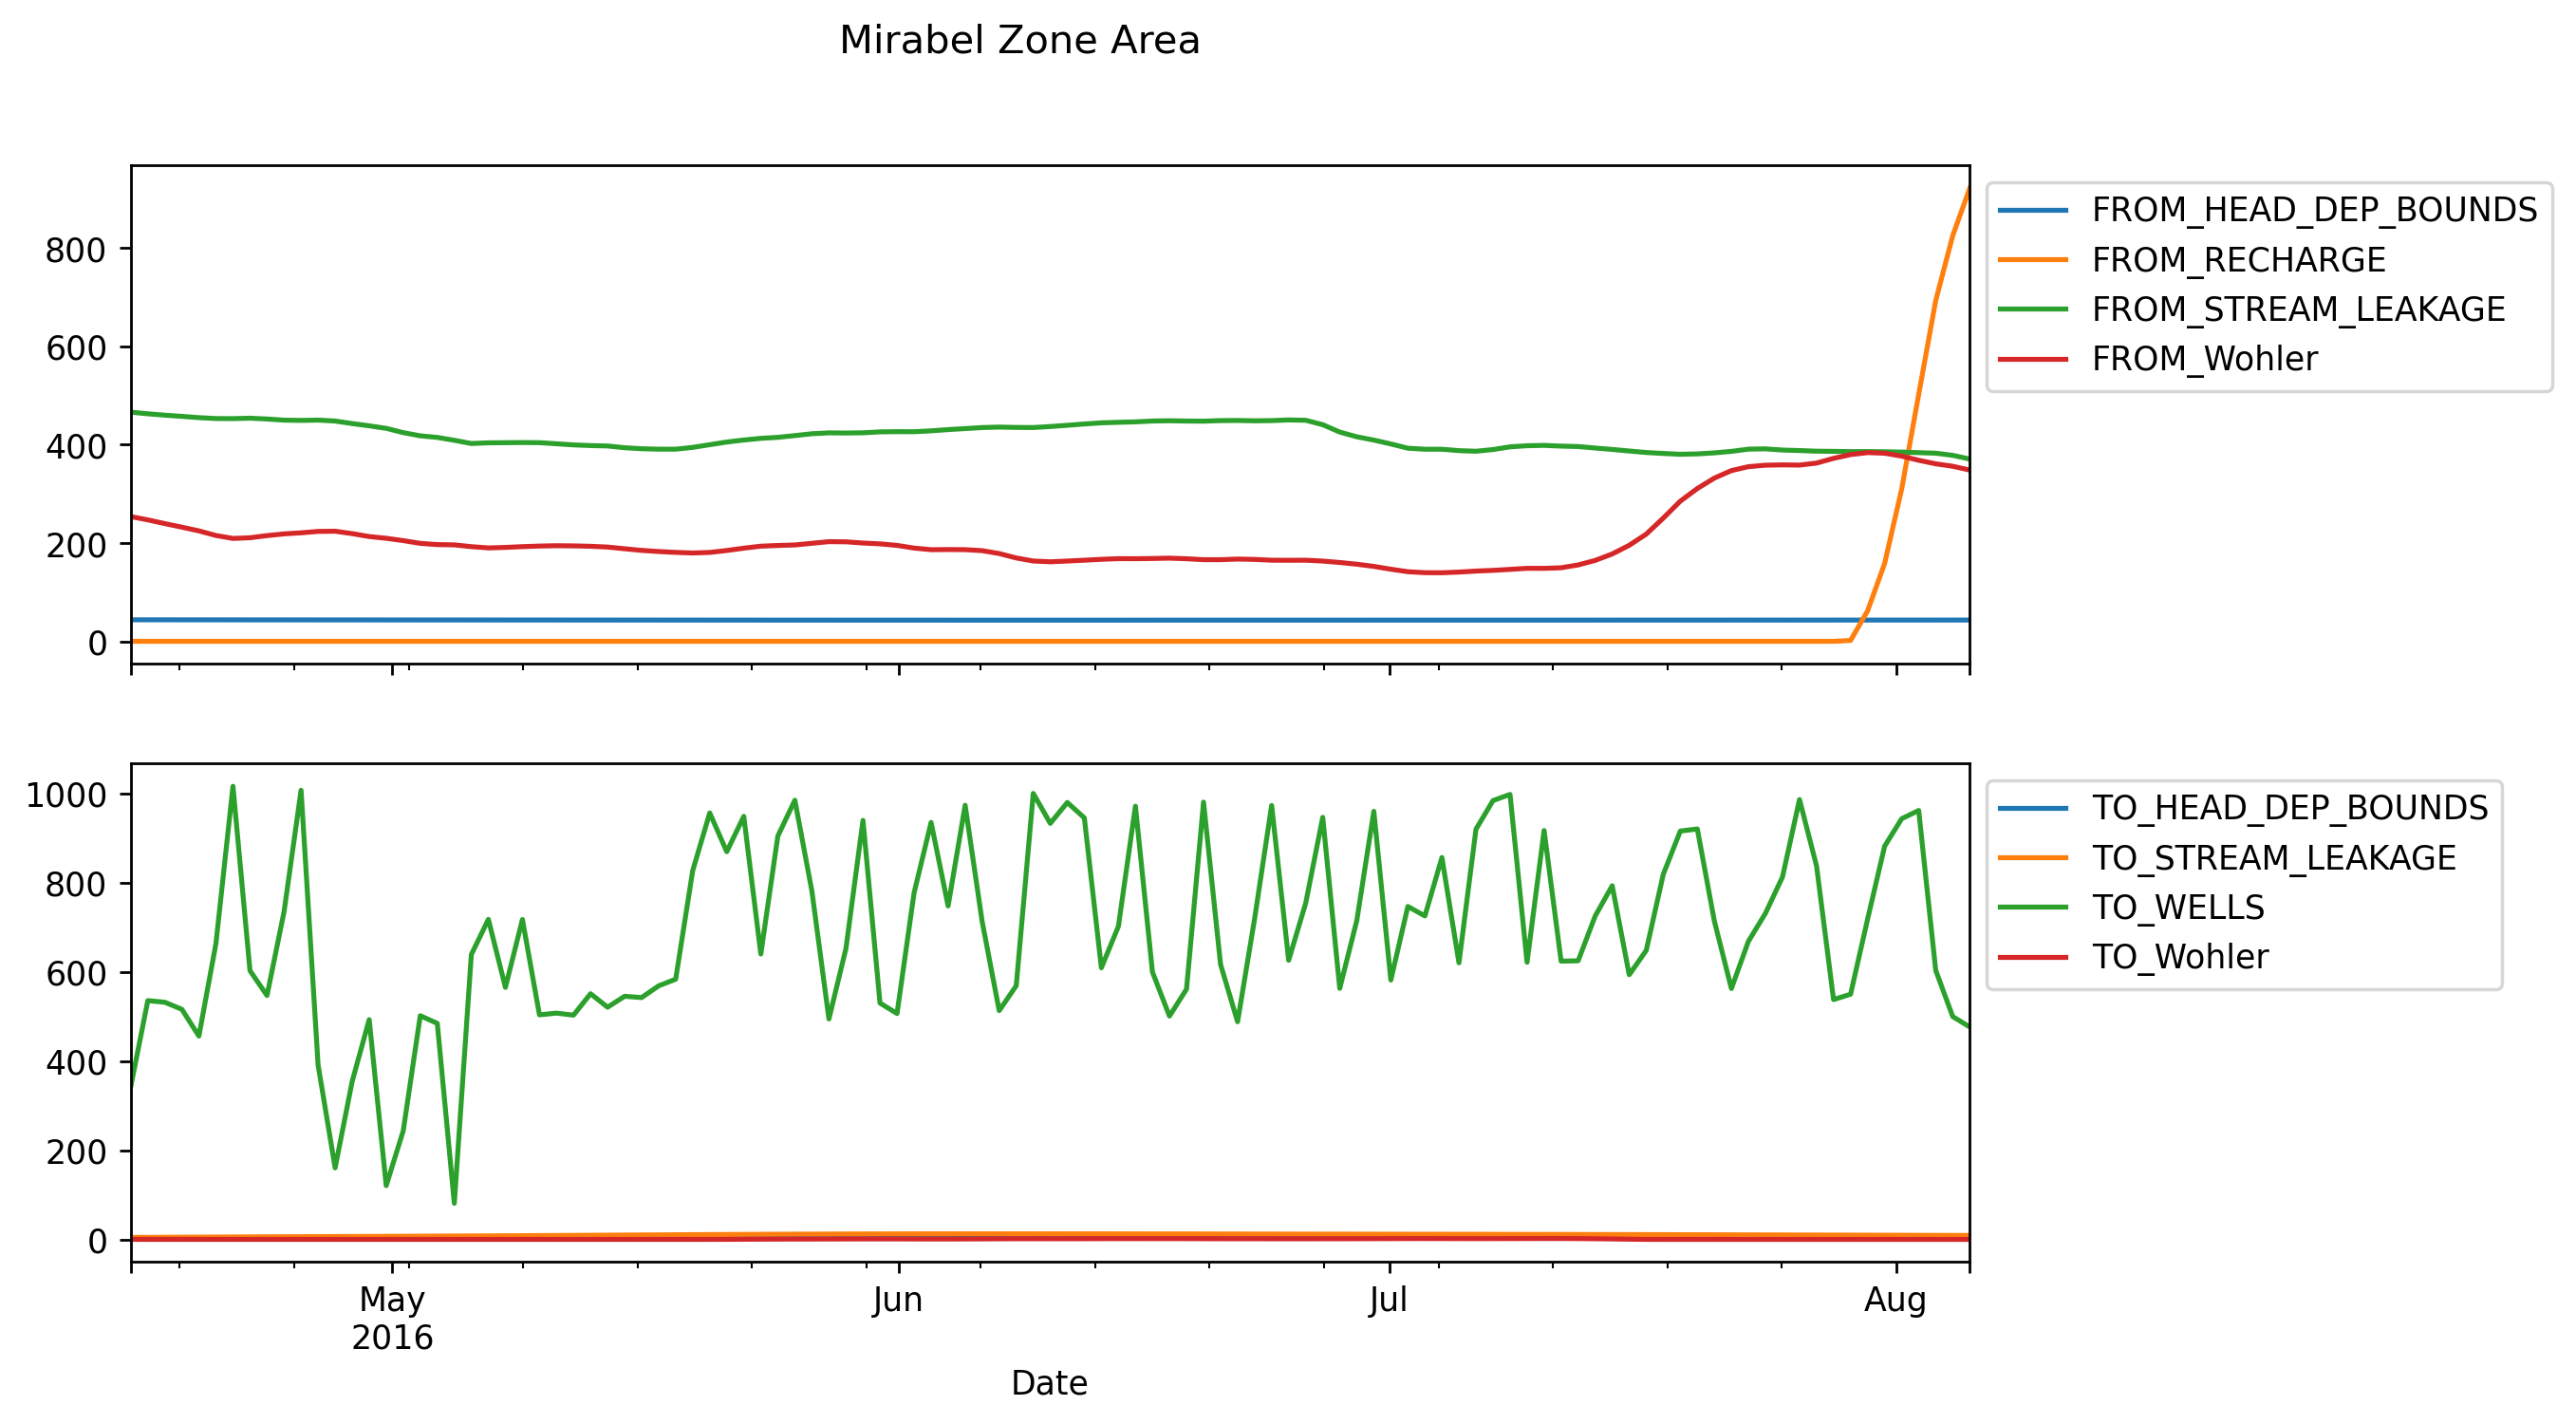 Mirabel Zone Area
800
600
400
200
0
FROM_HEAD_DEP_BOUNDS
FROM_RECHARGE
FROM_STREAM_LEAKAGE
FROM_Wohler
1000
800
600
400
200
0
TO_HEAD_DEP_BOUNDS
TO_STREAM_LEAKAGE
TO_WELLS
TO_Wohler
May Jun Jul Aug
2016
Date